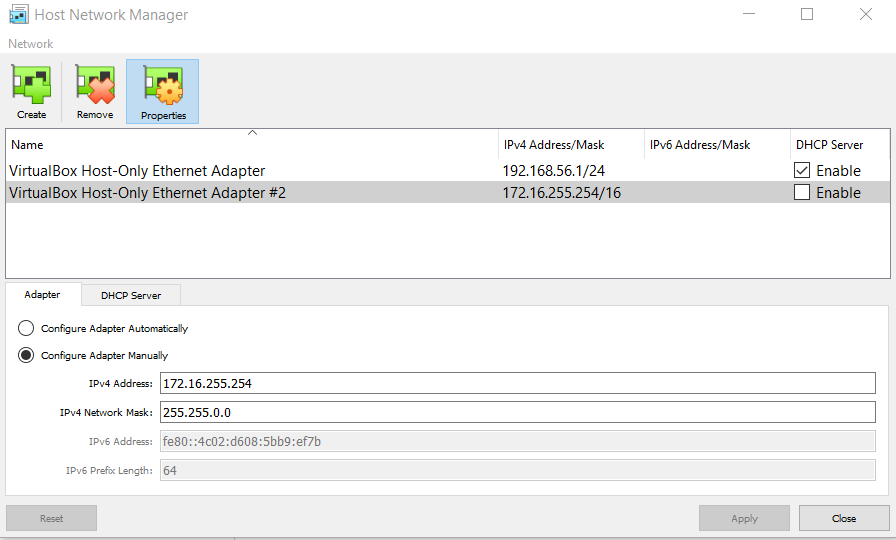 Host Network Manager
Network
Create Remove Properties
Name IPv4 Address/Mask IPv6 Address/Mask DHCP Server
VirtualBox Host-Only Ethernet Adapter 192.168.56.1/24 Enable
VirtualBox Host-Only Ethernet Adapter #2 172.16.255.254/16 Enable
Adapter DHCP Server
Configure Adapter Automatically
Configure Adapter Manually
IPv4 Address: 172.16.255.254
IPv4 Network Mask: 255.255.0.0
IPv6 Address: fe80::4c02:d608:5bb9:ef7b
IPv6 Prefix Length: 64
Reset Apply Close